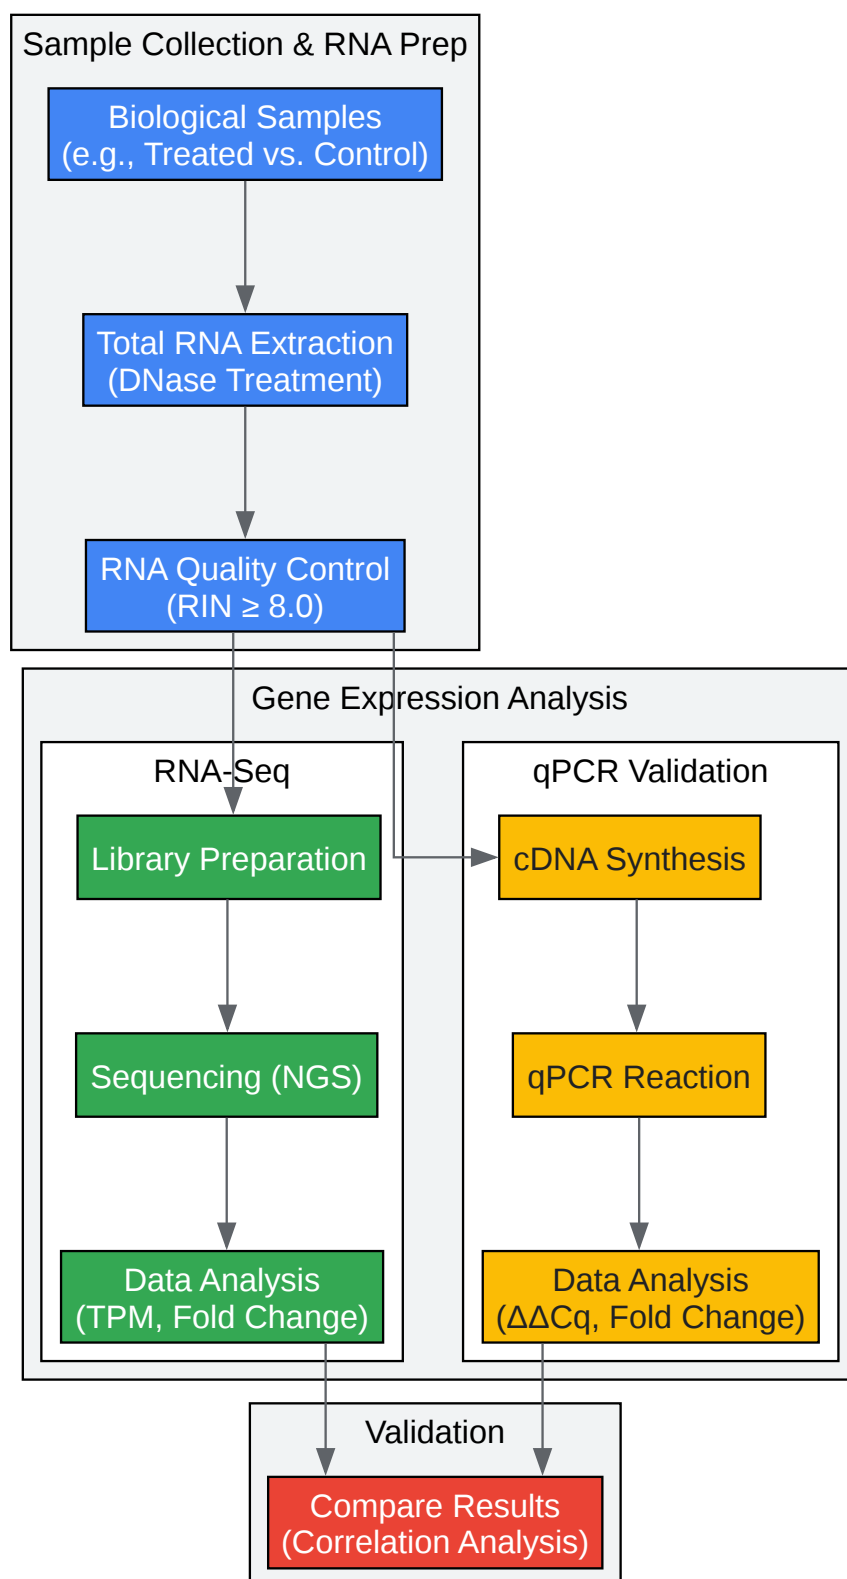 Sample Collection & RNA Prep
Biological Samples
(e.g., Treated vs. Control)
Total RNA Extraction
(DNase Treatment)
RNA Quality Control
(RIN ≥ 8.0)
Gene Expression Analysis
RNA-Seq
Library Preparation
Sequencing (NGS)
Data Analysis
(TPM, Fold Change)
qPCR Validation
cDNA Synthesis
qPCR Reaction
Data Analysis
(ΔΔCq, Fold Change)
Validation
Compare Results
(Correlation Analysis)